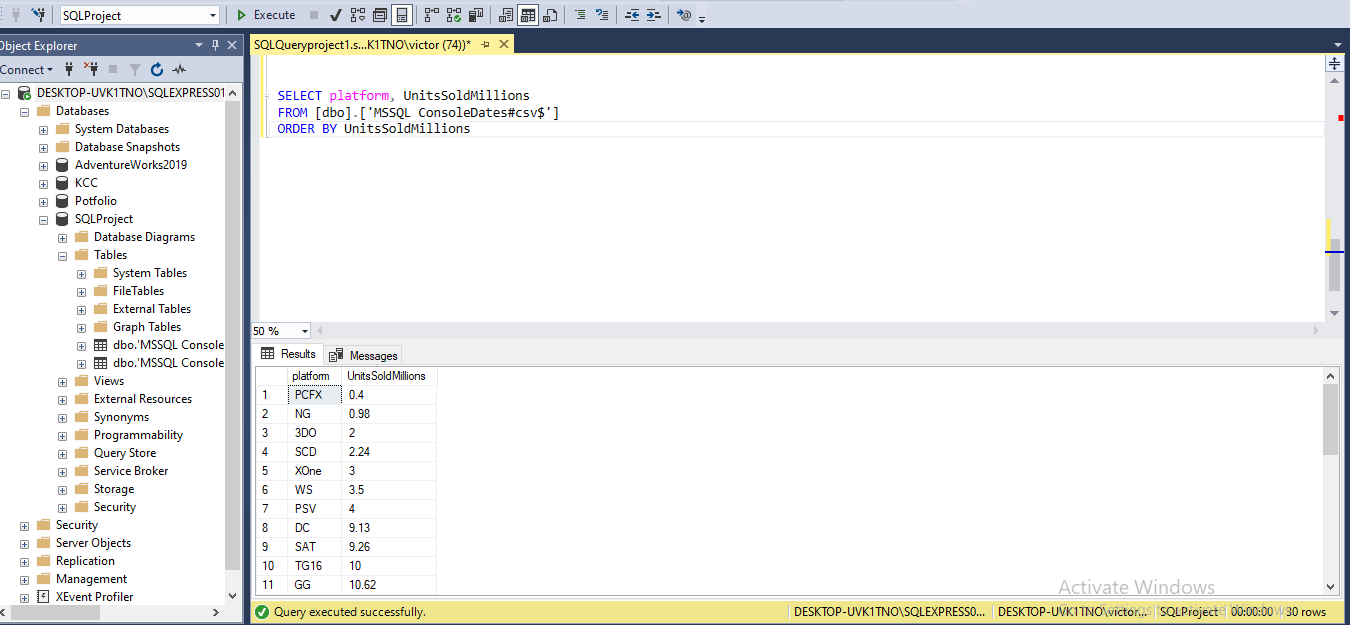 SQLProject Execute
Object Explorer
SQLQueryproject1.s...K1TNO\victor (74))*
Connect
DESKTOP-UVK1TNO\SQLEXPRESS01
Databases
System Databases
Database Snapshots
AdventureWorks2019
KCC
Potfolio
SQLProject
Database Diagrams
Tables
System Tables
FileTables
External Tables
Graph Tables
dbo.'MSSQL Console
dbo.'MSSQL Console
Views
External Resources
Synonyms
Programmability
Query Store
Service Broker
Storage
Security
Security
Server Objects
Replication
Management
XEvent Profiler
SELECT platform, UnitsSoldMillions
FROM [dbo].['MSSQL ConsoleDates#csv$']
ORDER BY UnitsSoldMillions
50 %
Results Messages
platform UnitsSoldMillions
1 PCFX 0.4
2 NG 0.98
3 3DO 2
4 SCD 2.24
5 XOne 3
6 WS 3.5
7 PSV 4
8 DC 9.13
9 SAT 9.26
10 TG16 10
11 GG 10.62
Activate Windows
Query executed successfully. DESKTOP-UVK1TNO\SQLEXPRESS0... DESKTOP-UVK1TNO\victor... SQLProject 00:00:00 30 rows